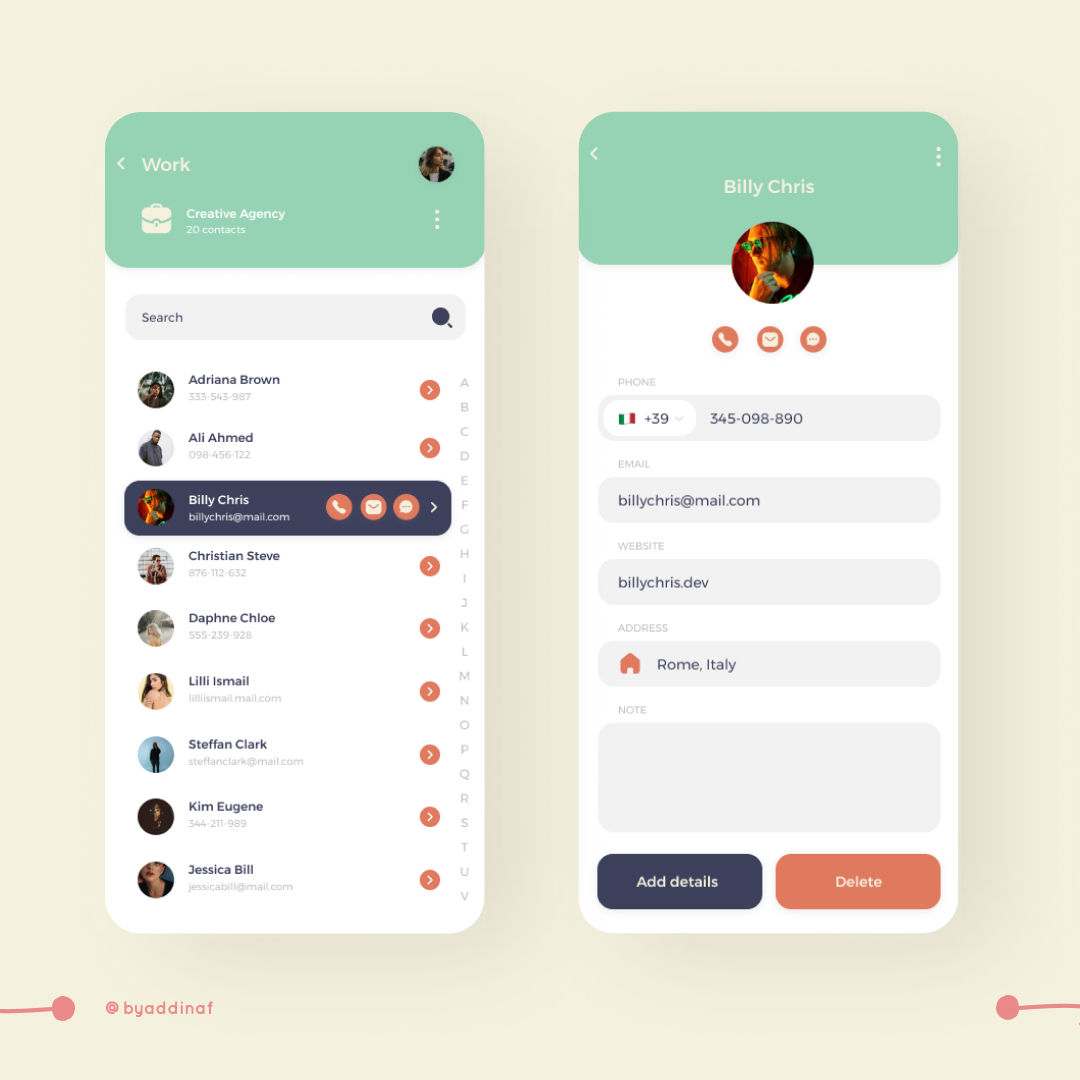 Work
Creative Agency
20 contacts
Search
Adriana Brown
333-543-987
Ali Ahmed
098-456-122
Billy Chris
billychris@mail.com
Christian Steve
876-112-632
Daphne Chloe
555-239-928
Lilli Ismail
lilliismail.mail.com
Steffan Clark
steffanclark@mail.com
Kim Eugene
344-211-989
Jessica Bill
jessicabill@mail.com
A
B
C
D
E
F
G
H
I
J
K
L
M
N
O
P
Q
R
S
T
U
V
Billy Chris
PHONE
+39 345-098-890
EMAIL
billychris@mail.com
WEBSITE
billychris.dev
ADDRESS
Rome, Italy
NOTE
Add details Delete
@byaddinaf